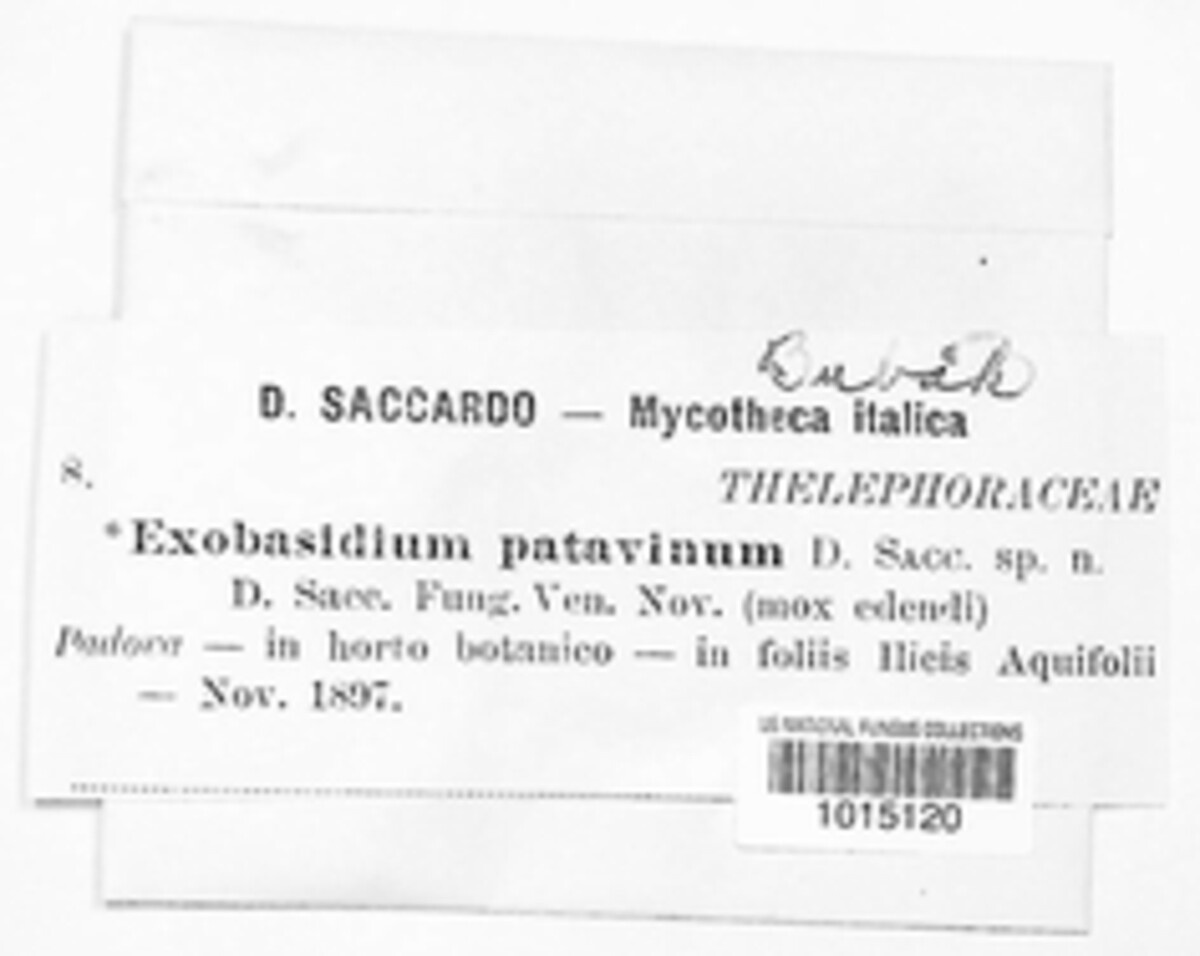 Bubák
D. SACCARDO — Mycotheca italica
8.
THELEPHORACEAE
*Exobasidium patavinum D. Sacc. sp. n.
D. Sacc. Fung. Ven. Nov. (mox edendi)
Padova — in horto botanico — in foliis Ilicis Aquifolii
— Nov. 1897.
US NATIONAL FUNGUS COLLECTIONS
1015120